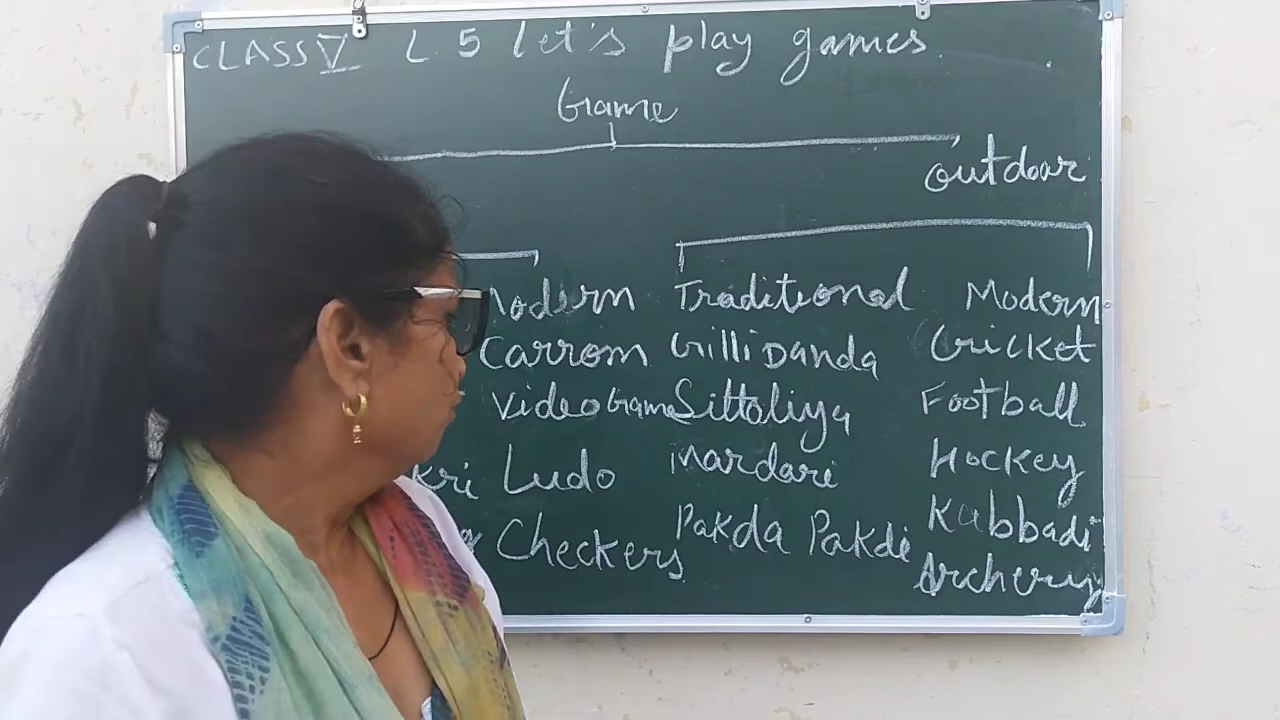 CLASS V L 5 Let's play games.
Game
outdoor
Modern Traditional Modern
Carrom Gilli Danda Cricket
Video Game Sittoliya Football
Ludo Mardari Hockey
Checkers Pakda Pakdi Kabbadi
Archery